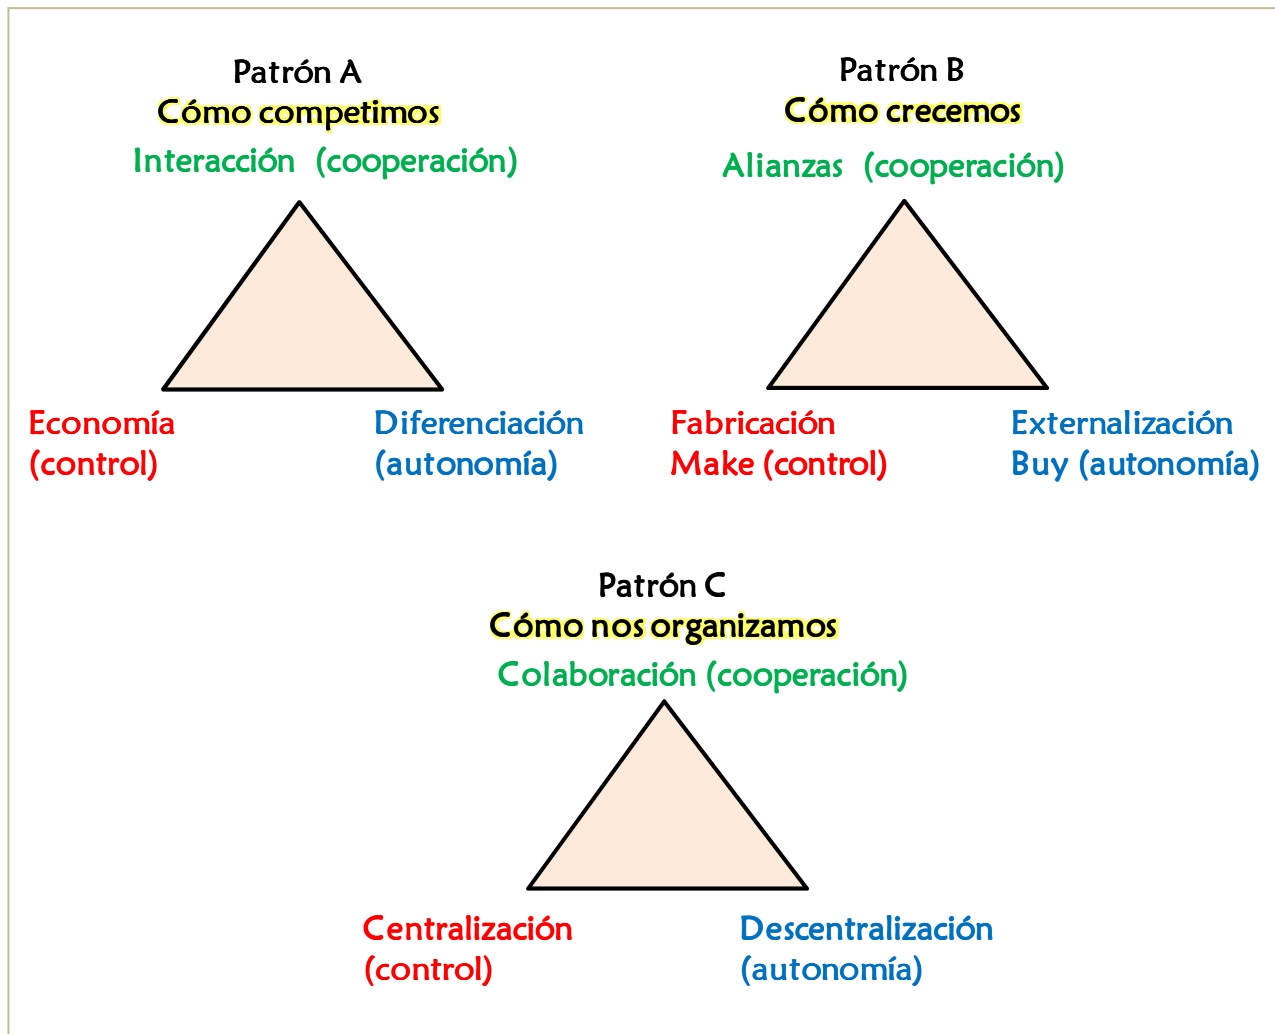 Patrón A
Cómo competimos
Interacción (cooperación)
Economía
(control)
Diferenciación
(autonomía)
Patrón B
Cómo crecemos
Alianzas (cooperación)
Fabricación
Make (control)
Externalización
Buy (autonomía)
Patrón C
Cómo nos organizamos
Colaboración (cooperación)
Centralización
(control)
Descentralización
(autonomía)